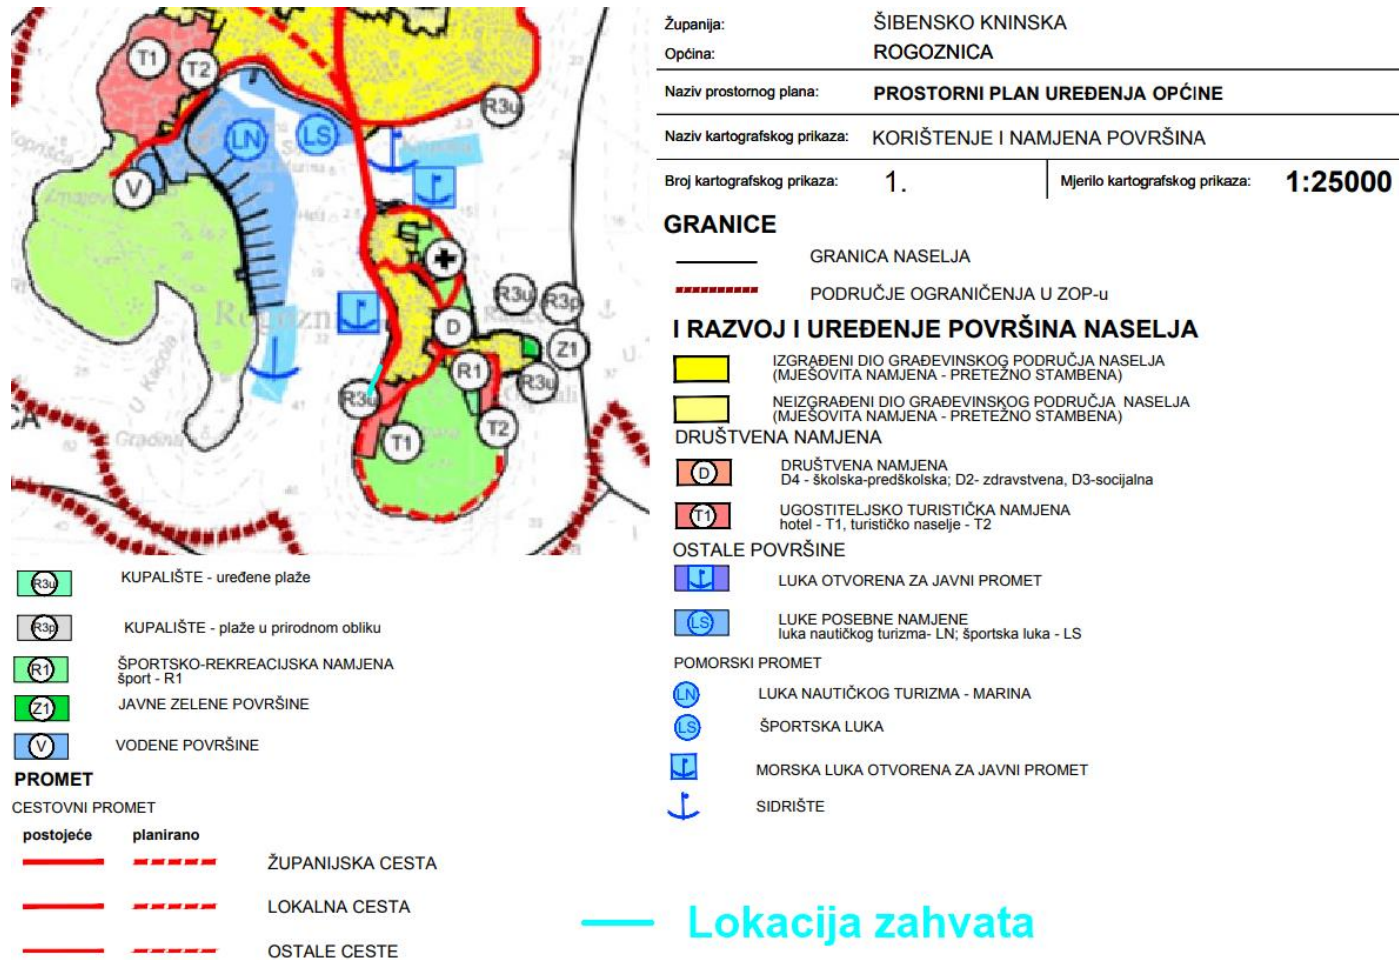 T1
T2
R3u
LN
LS
V
R3u
R3p
D
Z1
R1
R3u
R3u
T1
T2
Gradina
U Kačola
Županija: ŠIBENSKO KNINSKA
Općina: ROGOZNICA
Naziv prostornog plana: PROSTORNI PLAN UREĐENJA OPĆINE
Naziv kartografskog prikaza: KORIŠTENJE I NAMJENA POVRŠINA
Broj kartografskog prikaza: 1. Mjerilo kartografskog prikaza: 1:25000
GRANICE
GRANICA NASELJA
PODRUČJE OGRANIČENJA U ZOP-u
I RAZVOJ I UREĐENJE POVRŠINA NASELJA
IZGRAĐENI DIO GRAĐEVINSKOG PODRUČJA NASELJA
(MJEŠOVITA NAMJENA - PRETEŽNO STAMBENA)
NEIZGRAĐENI DIO GRAĐEVINSKOG PODRUČJA NASELJA
(MJEŠOVITA NAMJENA - PRETEŽNO STAMBENA)
DRUŠTVENA NAMJENA
D DRUŠTVENA NAMJENA
D4 - školska-predškolska; D2- zdravstvena, D3-socijalna
T1 UGOSTITELJSKO TURISTIČKA NAMJENA
hotel - T1, turističko naselje - T2
OSTALE POVRŠINE
LUKA OTVORENA ZA JAVNI PROMET
LS LUKE POSEBNE NAMJENE
luka nautičkog turizma- LN; športska luka - LS
POMORSKI PROMET
LN LUKA NAUTIČKOG TURIZMA - MARINA
LS ŠPORTSKA LUKA
MORSKA LUKA OTVORENA ZA JAVNI PROMET
SIDRIŠTE
R3u KUPALIŠTE - uređene plaže
R3p KUPALIŠTE - plaže u prirodnom obliku
R1 ŠPORTSKO-REKREACIJSKA NAMJENA
šport - R1
Z1 JAVNE ZELENE POVRŠINE
V VODENE POVRŠINE
PROMET
CESTOVNI PROMET
postojeće planirano
ŽUPANIJSKA CESTA
LOKALNA CESTA
OSTALE CESTE
Lokacija zahvata